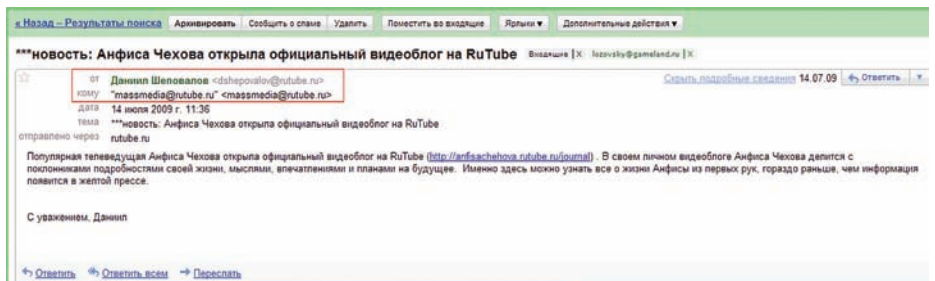 « Назад – Результаты поиска Архивировать Сообщить о спаме Удалить Поместить во входящие Ярлыки ▼ Дополнительные действия ▼
***новость: Анфиса Чехова открыла официальный видеоблог на RuTube Входящие | X lozovsky@gameland.ru | X
от Даниил Шеповалов <dshepovalov@rutube.ru> Скрыть подробные сведения 14.07.09 Ответить ▼
кому "massmedia@rutube.ru" <massmedia@rutube.ru>
дата 14 июля 2009 г. 11:36
тема ***новость: Анфиса Чехова открыла официальный видеоблог на RuTube
отправлено через rutube.ru
Популярная телеведущая Анфиса Чехова открыла официальный видеоблог на RuTube (http://anfisachehova.rutube.ru/journal) . В своем личном видеоблоге Анфиса Чехова делится с
поклонниками подробностями своей жизни, мыслями, впечатлениями и планами на будущее. Именно здесь можно узнать все о жизни Анфисы из первых рук, гораздо раньше, чем информация
появится в желтой прессе.
С уважением, Даниил
Ответить Ответить всем Переслать